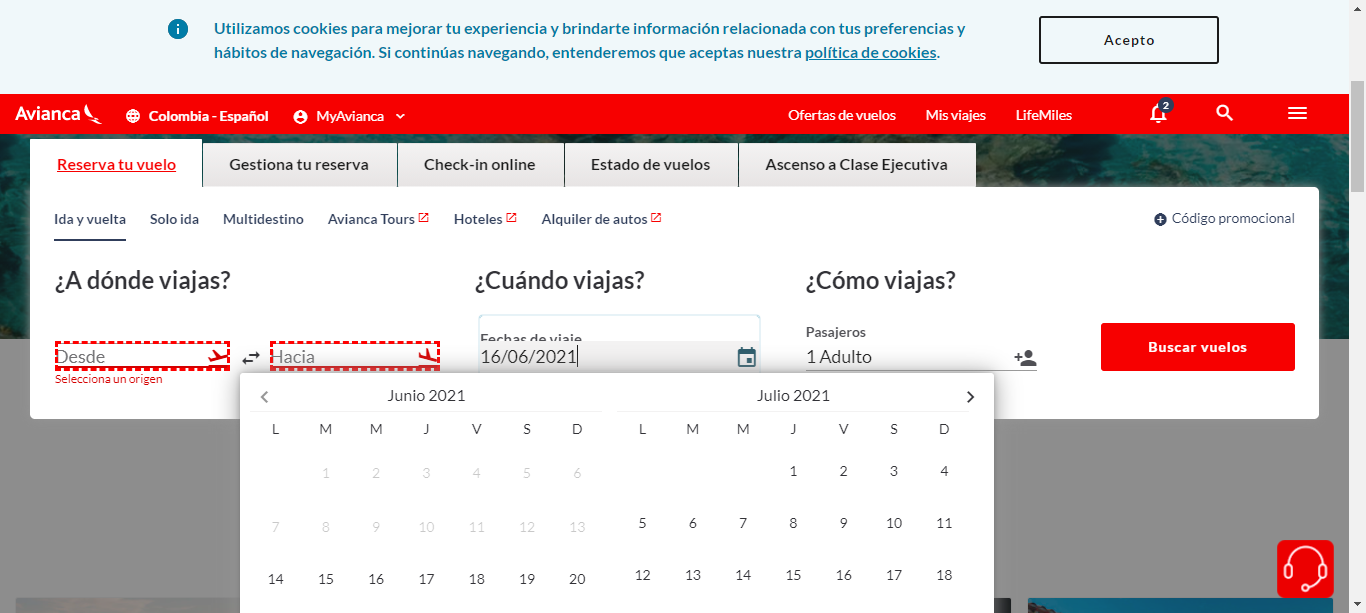 Utilizamos cookies para mejorar tu experiencia y brindarte información relacionada con tus preferencias y
hábitos de navegación. Si continúas navegando, entenderemos que aceptas nuestra política de cookies.
Acepto
Avianca
Colombia - Español
MyAvianca
Ofertas de vuelos
Mis viajes
LifeMiles
2
Reserva tu vuelo
Gestiona tu reserva
Check-in online
Estado de vuelos
Ascenso a Clase Ejecutiva
Ida y vuelta
Solo ida
Multidestino
Avianca Tours
Hoteles
Alquiler de autos
Código promocional
¿A dónde viajas?
¿Cuándo viajas?
¿Cómo viajas?
Desde
Hacia
Selecciona un origen
Fechas de viaje
16/06/2021
Pasajeros
1 Adulto
Buscar vuelos
Junio 2021
L M M J V S D
1 2 3 4 5 6
7 8 9 10 11 12 13
14 15 16 17 18 19 20
Julio 2021
L M M J V S D
1 2 3 4
5 6 7 8 9 10 11
12 13 14 15 16 17 18